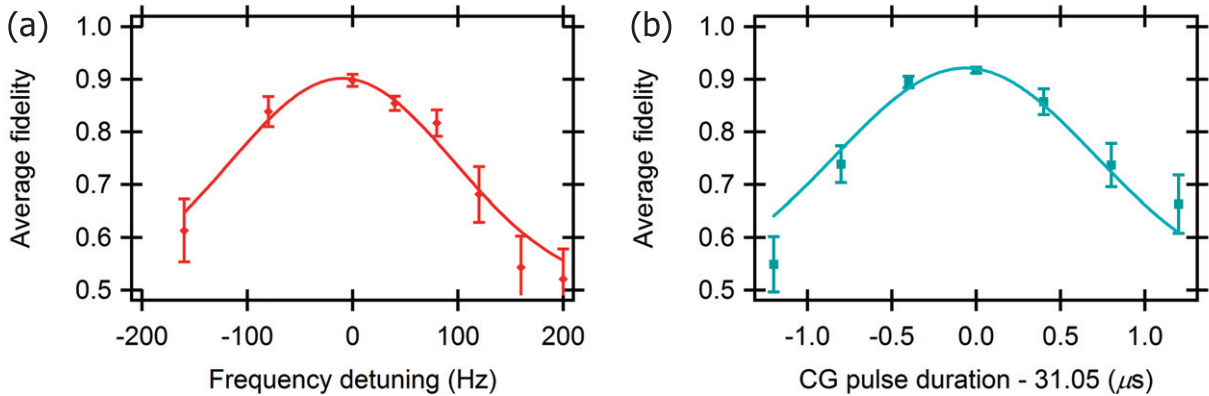 (a)
1.0
0.9
0.8
0.7
0.6
0.5
Average fidelity
-200 -100 0 100 200
Frequency detuning (Hz)
(b)
1.0
0.9
0.8
0.7
0.6
0.5
Average fidelity
-1.0 -0.5 0.0 0.5 1.0
CG pulse duration - 31.05 (μs)